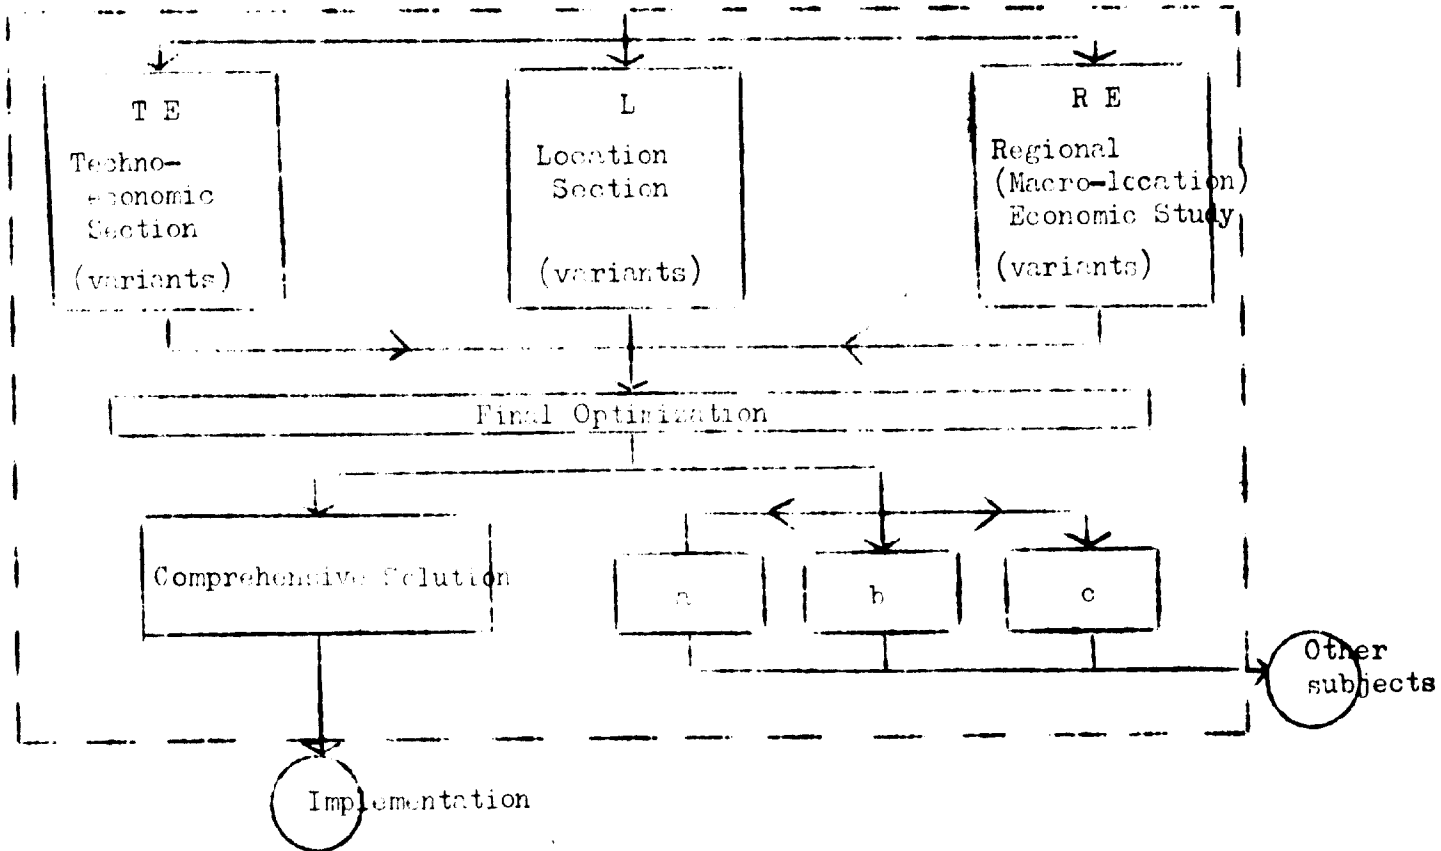 T E
Techno-
economic
Section
(variants)
L
Location
Section
(variants)
R E
Regional
(Macro-location)
Economic Study
(variants)
Final Optimization
Comprehensive Solution
a
b
c
Other
subjects
Implementation